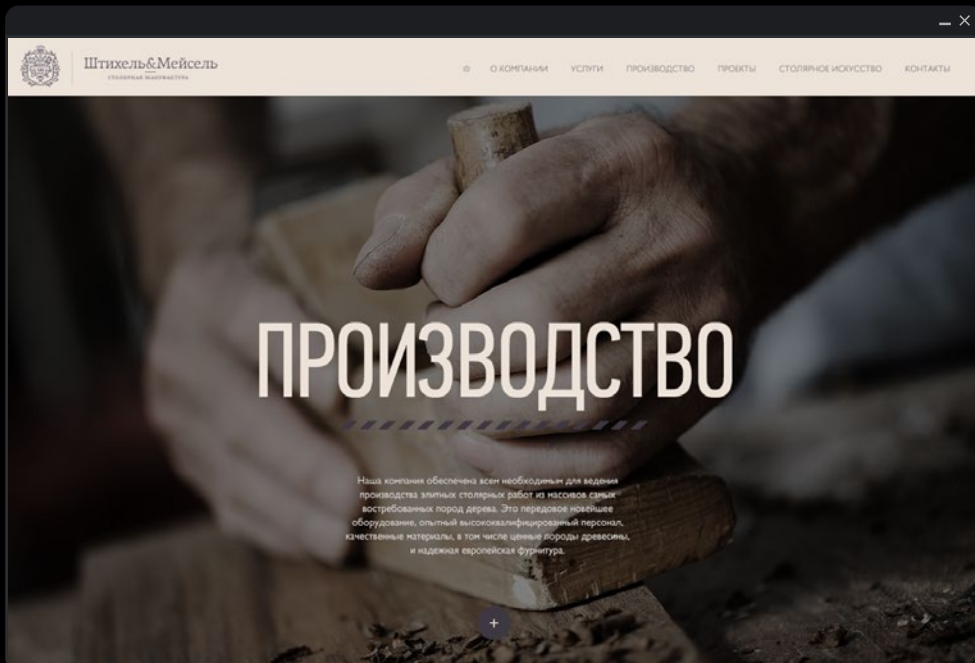 Штихель&Мейсель
СТОЛЯРНАЯ МАНУФАКТУРА
О КОМПАНИИ УСЛУГИ ПРОИЗВОДСТВО ПРОЕКТЫ СТОЛЯРНОЕ ИСКУССТВО КОНТАКТЫ
ПРОИЗВОДСТВО
Наша компания обеспечена всем необходимым для ведения
производства элитных столярных работ из массивов самых
востребованных пород дерева. Это передовое новейшее
оборудование, опытный высококвалифицированный персонал,
качественные материалы, в том числе ценные породы древесины,
и надежная европейская фурнитура.
+